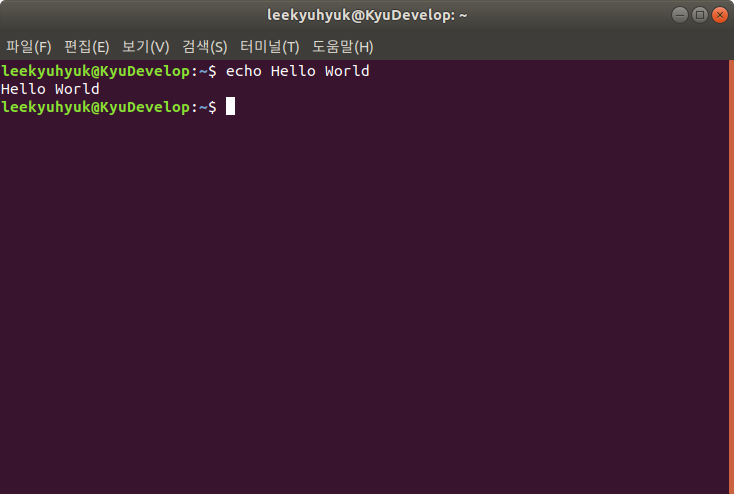 leekyuhyuk@KyuDevelop: ~
파일(F) 편집(E) 보기(V) 검색(S) 터미널(T) 도움말(H)
leekyuhyuk@KyuDevelop:~$ echo Hello World
Hello World
leekyuhyuk@KyuDevelop:~$